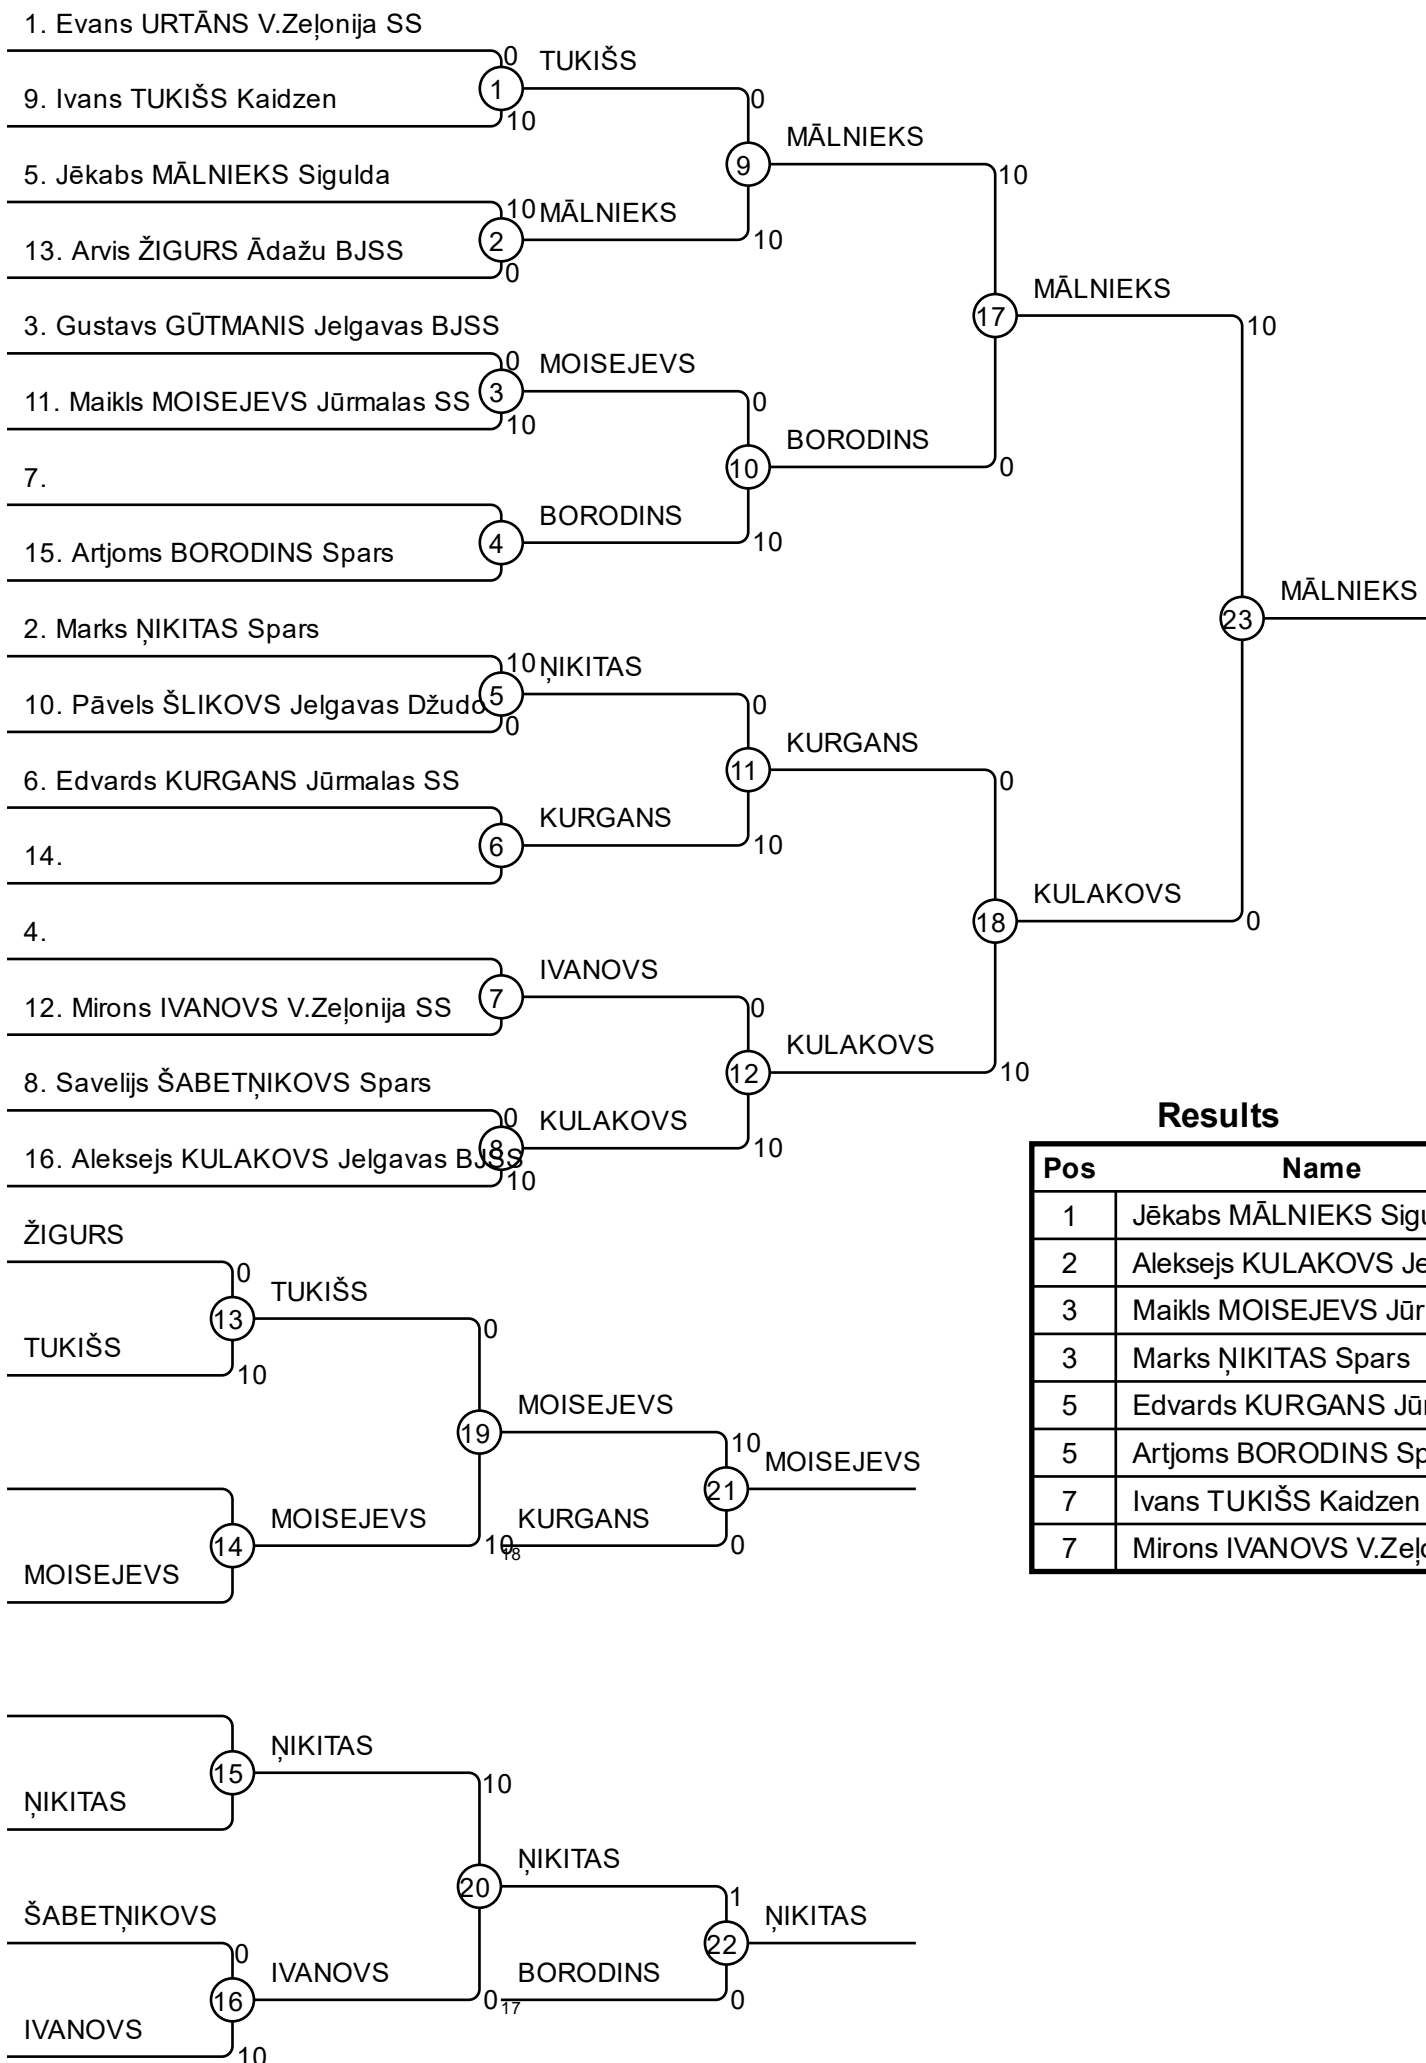 1. Evans URTĀNS V.Zeļonija SS
0
TUKIŠS
1
9. Ivans TUKIŠS Kaidzen
10
0
MĀLNIEKS
9
5. Jēkabs MĀLNIEKS Sigulda
10
10
MĀLNIEKS
2
13. Arvis ŽIGURS Ādažu BJSS
0
10
MĀLNIEKS
17
10
3. Gustavs GŪTMANIS Jelgavas BJSS
0
MOISEJEVS
3
11. Maikls MOISEJEVS Jūrmalas SS
10
0
BORODINS
10
0
7.
BORODINS
4
10
15. Artjoms BORODINS Spars
MĀLNIEKS
23
2. Marks ŅIKITAS Spars
10
ŅIKITAS
5
10. Pāvels ŠLIKOVS Jelgavas Džudo
0
0
KURGANS
11
0
6. Edvards KURGANS Jūrmalas SS
KURGANS
6
10
14.
KULAKOVS
18
0
4.
IVANOVS
7
12. Mirons IVANOVS V.Zeļonija SS
0
KULAKOVS
12
10
8. Savelijs ŠABETŅIKOVS Spars
0
KULAKOVS
8
10
16. Aleksejs KULAKOVS Jelgavas BJSS
10
Results
Pos Name
1 Jēkabs MĀLNIEKS
2 Aleksejs KULAKOVS
3 Maikls MOISEJEVS
3 Marks ŅIKITAS Spars
5 Edvards KURGANS
5 Artjoms BORODINS
7 Ivans TUKIŠS Kaidzen
7 Mirons IVANOVS
ŽIGURS
0
TUKIŠS
13
TUKIŠS
10
0
MOISEJEVS
19
10
MOISEJEVS
21
MOISEJEVS
14
MOISEJEVS
10
18
KURGANS
0
ŅIKITAS
15
ŅIKITAS
10
ŅIKITAS
20
1
ŅIKITAS
22
ŠABETŅIKOVS
0
IVANOVS
16
IVANOVS
10
0
17
BORODINS
0